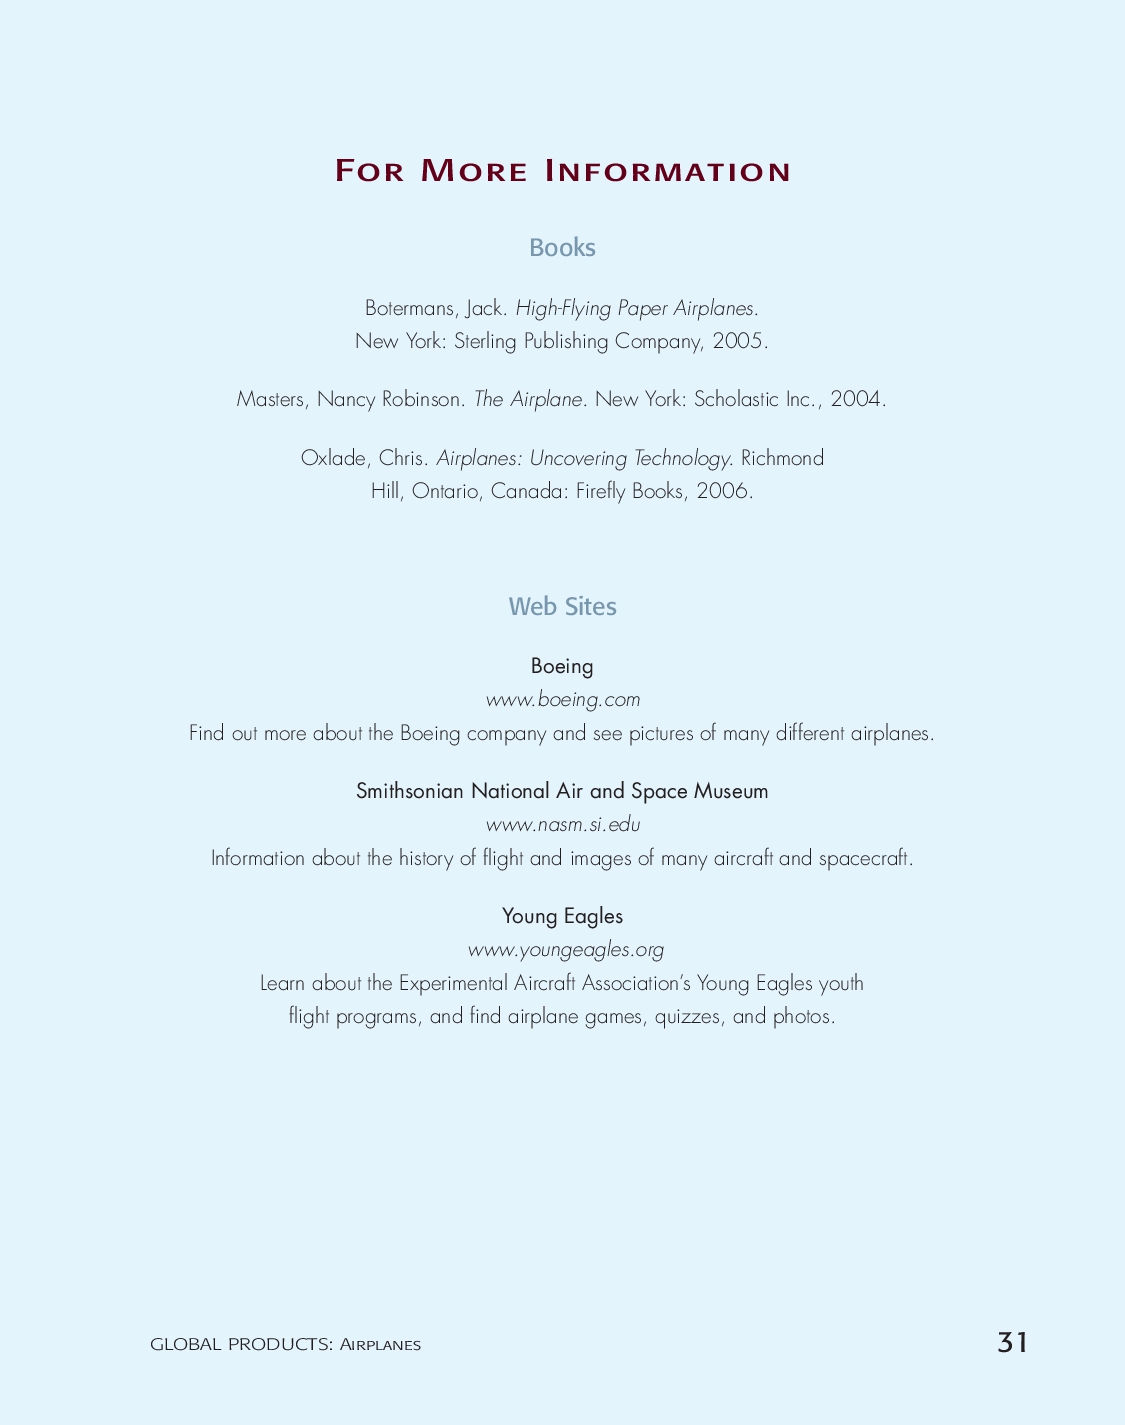 For More Information
Books
Botermans, Jack. High-Flying Paper Airplanes.
New York: Sterling Publishing Company, 2005.
Masters, Nancy Robinson. The Airplane. New York: Scholastic Inc., 2004.
Oxlade, Chris. Airplanes: Uncovering Technology. Richmond
Hill, Ontario, Canada: Firefly Books, 2006.
Web Sites
Boeing
www.boeing.com
Find out more about the Boeing company and see pictures of many different airplanes.
Smithsonian National Air and Space Museum
www.nasm.si.edu
Information about the history of flight and images of many aircraft and spacecraft.
Young Eagles
www.youngeagles.org
Learn about the Experimental Aircraft Association’s Young Eagles youth
flight programs, and find airplane games, quizzes, and photos.
GLOBAL PRODUCTS: Airplanes 31